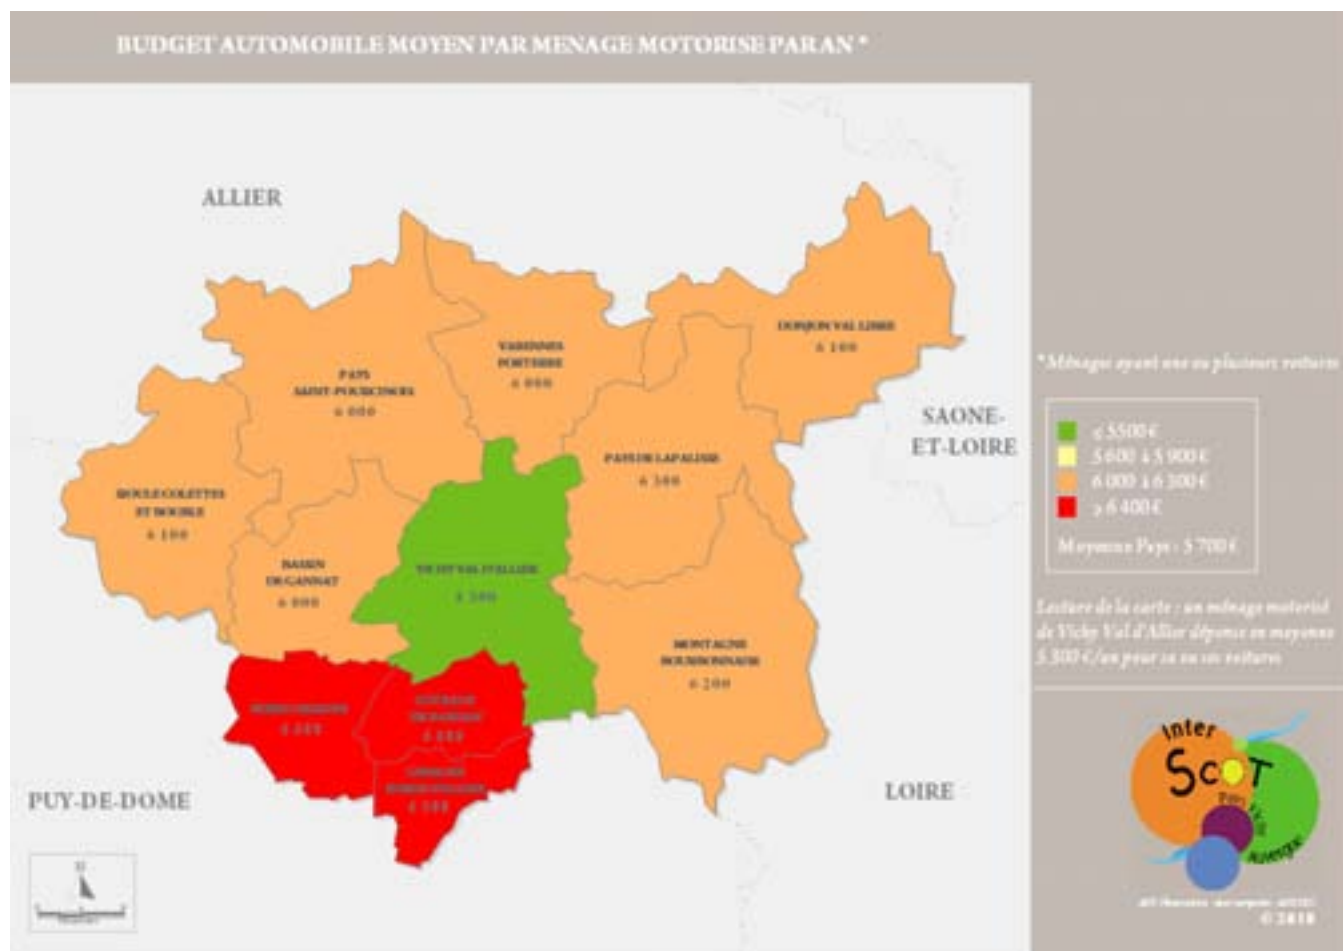 BUDGET AUTOMOBILE MOYEN PAR MENAGE MOTORISE PAR AN *
ALLIER
DONJON VAL LIBRE
6 100
VARENNES
FORTERRE
6 000
PAYS
SAINT-POURCINOIS
6 000
* Ménages ayant une ou plusieurs voitures
SAONE-
ET-LOIRE
≤ 5500 €
5 600 à 5 900 €
6 000 à 6 300 €
≥ 6 400 €
Moyenne Pays : 5 700 €
PAYS DE LAPALISSE
6 300
ET BOUBLE
6 100
BASSIN
DE GANNAT
6 000
VICHY VAL D'ALLIER
5 300
Lecture de la carte : un ménage motorisé
de Vichy Val d'Allier dépense en moyenne
5 300 €/an pour sa ou ses voitures
MONTAGNE
BOURBONNAISE
6 200
PUY-DE-DOME
LOIRE
Inter
SCOT
Pays
Vichy
Auvergne
N
© 2010